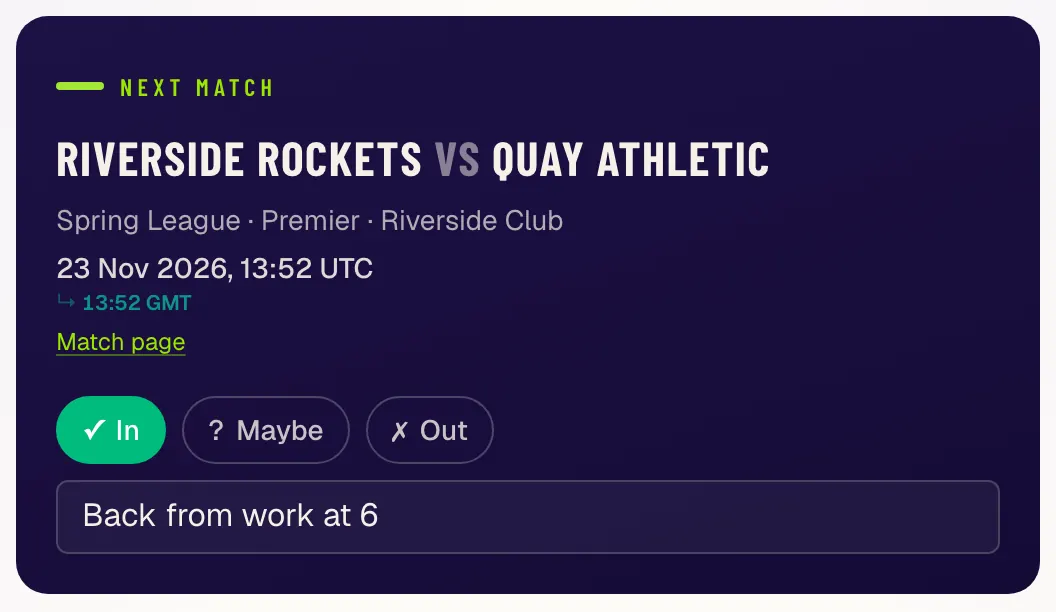 NEXT MATCH
RIVERSIDE ROCKETS VS QUAY ATHLETIC
Spring League · Premier · Riverside Club
23 Nov 2026, 13:52 UTC
↳ 13:52 GMT
Match page
✓ In ? Maybe ✗ Out
Back from work at 6